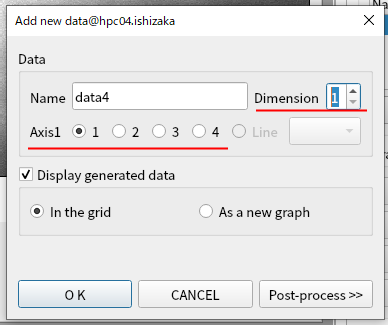 Add new data@hpc04.ishizaka
Data
Name data4 Dimension 1
Axis1 1 2 3 4 Line
Display generated data
In the grid As a new graph
O K CANCEL Post-process >>